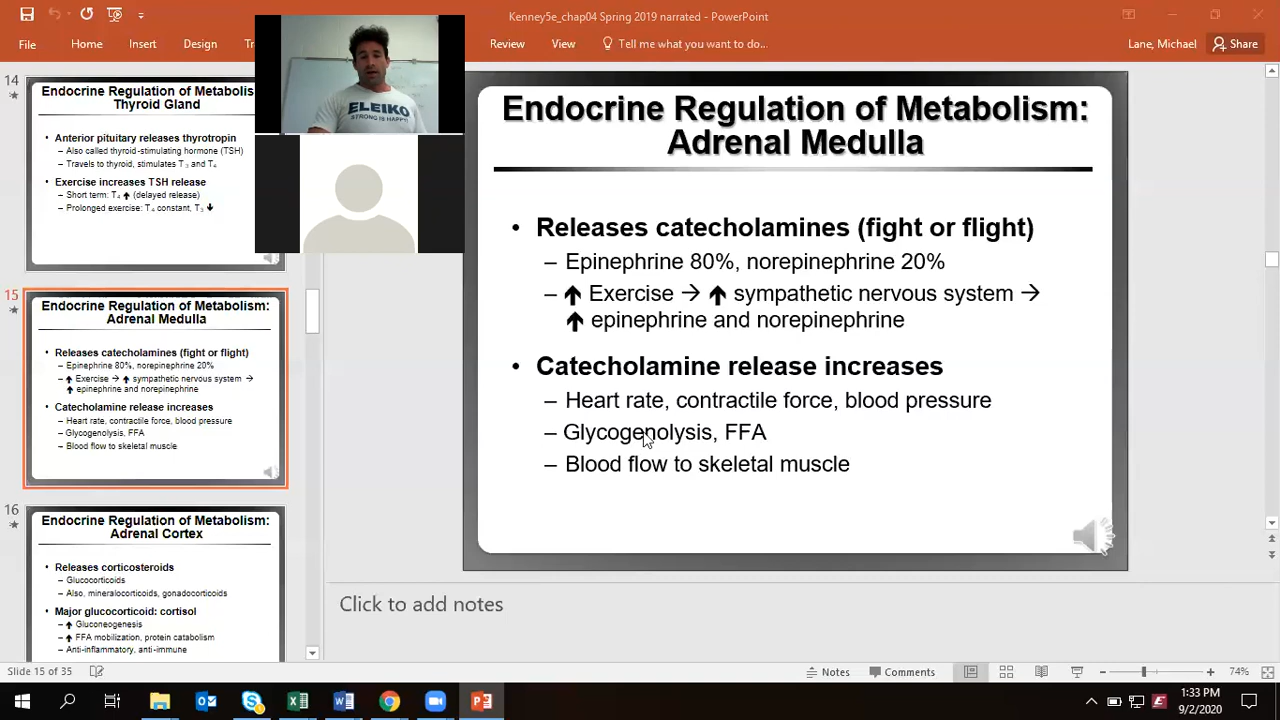 Kenney5e_chap04 Spring 2019 narrated - PowerPoint
File Home Insert Design Review View Tell me what you want to do... Lane, Michael Share
ELEIKO
STRONG IS HAPPY!
14
Endocrine Regulation of
Thyroid Gland
• Anterior pituitary releases thyrotropin
– Also called thyroid-stimulating hormone (TSH)
– Travels to thyroid, stimulates T₃ and T₄
• Exercise increases TSH release
– Short term: T₄ ↑ (delayed release)
– Prolonged exercise: T₄ constant, T₃ ↓
15
Endocrine Regulation of Metabolism:
Adrenal Medulla
• Releases catecholamines (fight or flight)
– Epinephrine 80%, norepinephrine 20%
– ↑ Exercise → ↑ sympathetic nervous system →
↑ epinephrine and norepinephrine
• Catecholamine release increases
– Heart rate, contractile force, blood pressure
– Glycogenolysis, FFA
– Blood flow to skeletal muscle
16
Endocrine Regulation of Metabolism:
Adrenal Cortex
• Releases corticosteroids
– Glucocorticoids
– Also, mineralocorticoids, gonadocorticoids
• Major glucocorticoid: cortisol
– ↑ Gluconeogenesis
– ↑ FFA mobilization, protein catabolism
– Anti-inflammatory, anti-immune
Endocrine Regulation of Metabolism:
Adrenal Medulla
• Releases catecholamines (fight or flight)
– Epinephrine 80%, norepinephrine 20%
– ↑ Exercise → ↑ sympathetic nervous system →
↑ epinephrine and norepinephrine
• Catecholamine release increases
– Heart rate, contractile force, blood pressure
– Glycogenolysis, FFA
– Blood flow to skeletal muscle
Click to add notes
Slide 15 of 35 Notes Comments 74%
1:33 PM
9/2/2020